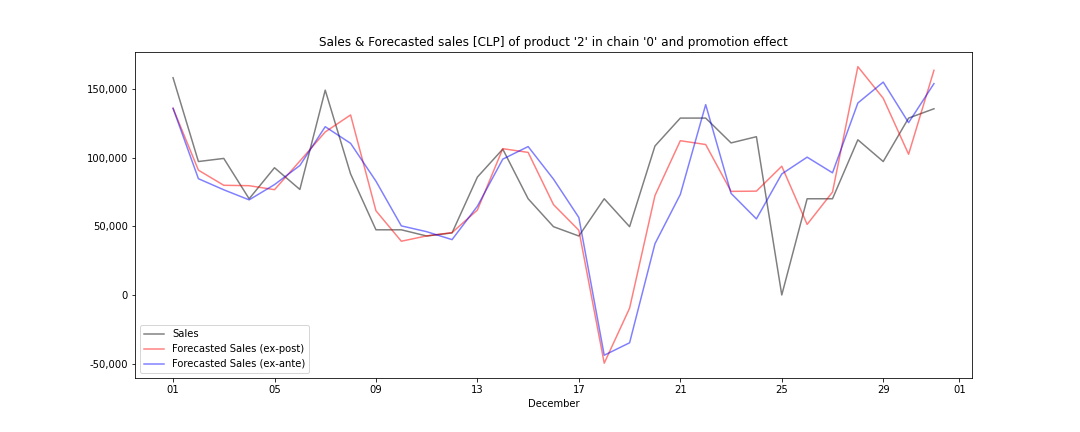 Sales & Forecasted sales [CLP] of product '2' in chain '0' and promotion effect
150,000
100,000
50,000
0
-50,000
Sales
Forecasted Sales (ex-post)
Forecasted Sales (ex-ante)
01 05 09 13 17 21 25 29 01
December